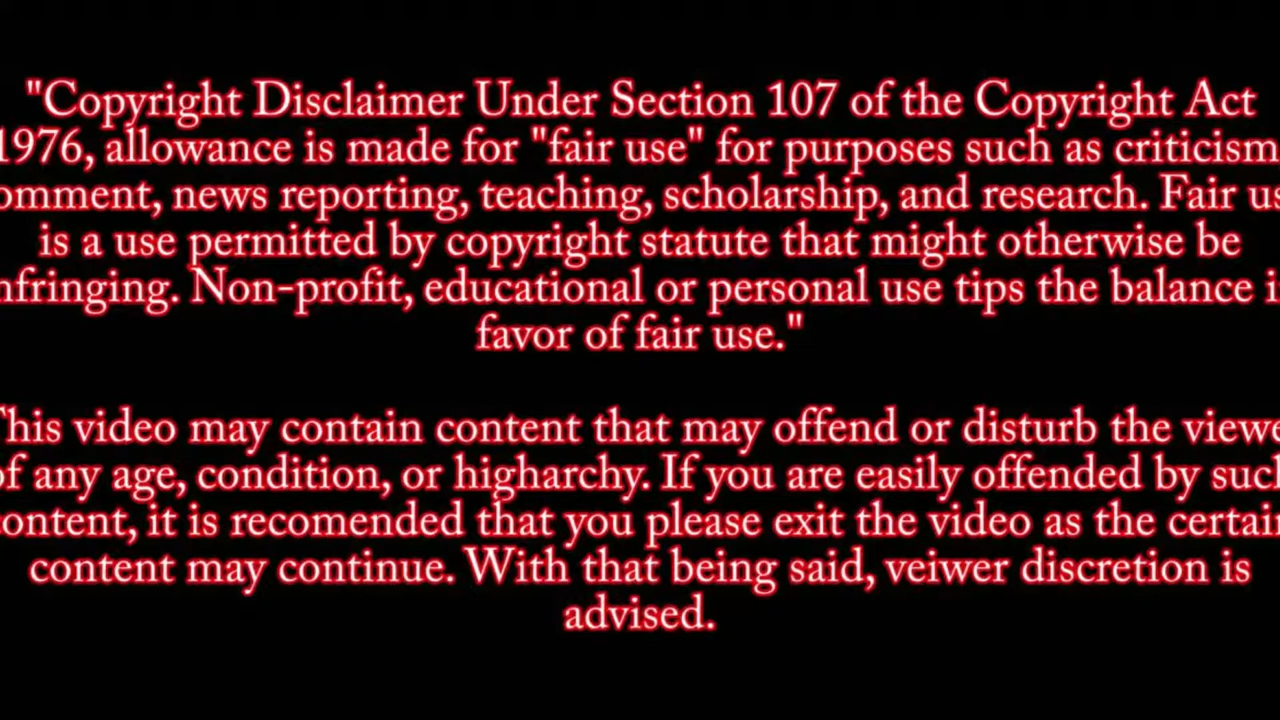 "Copyright Disclaimer Under Section 107 of the Copyright Act
1976, allowance is made for "fair use" for purposes such as criticism
omment, news reporting, teaching, scholarship, and research. Fair us
is a use permitted by copyright statute that might otherwise be
nfringing. Non-profit, educational or personal use tips the balance i
favor of fair use."
This video may contain content that may offend or disturb the viewe
of any age, condition, or higharchy. If you are easily offended by such
content, it is recomended that you please exit the video as the certain
content may continue. With that being said, veiwer discretion is
advised.